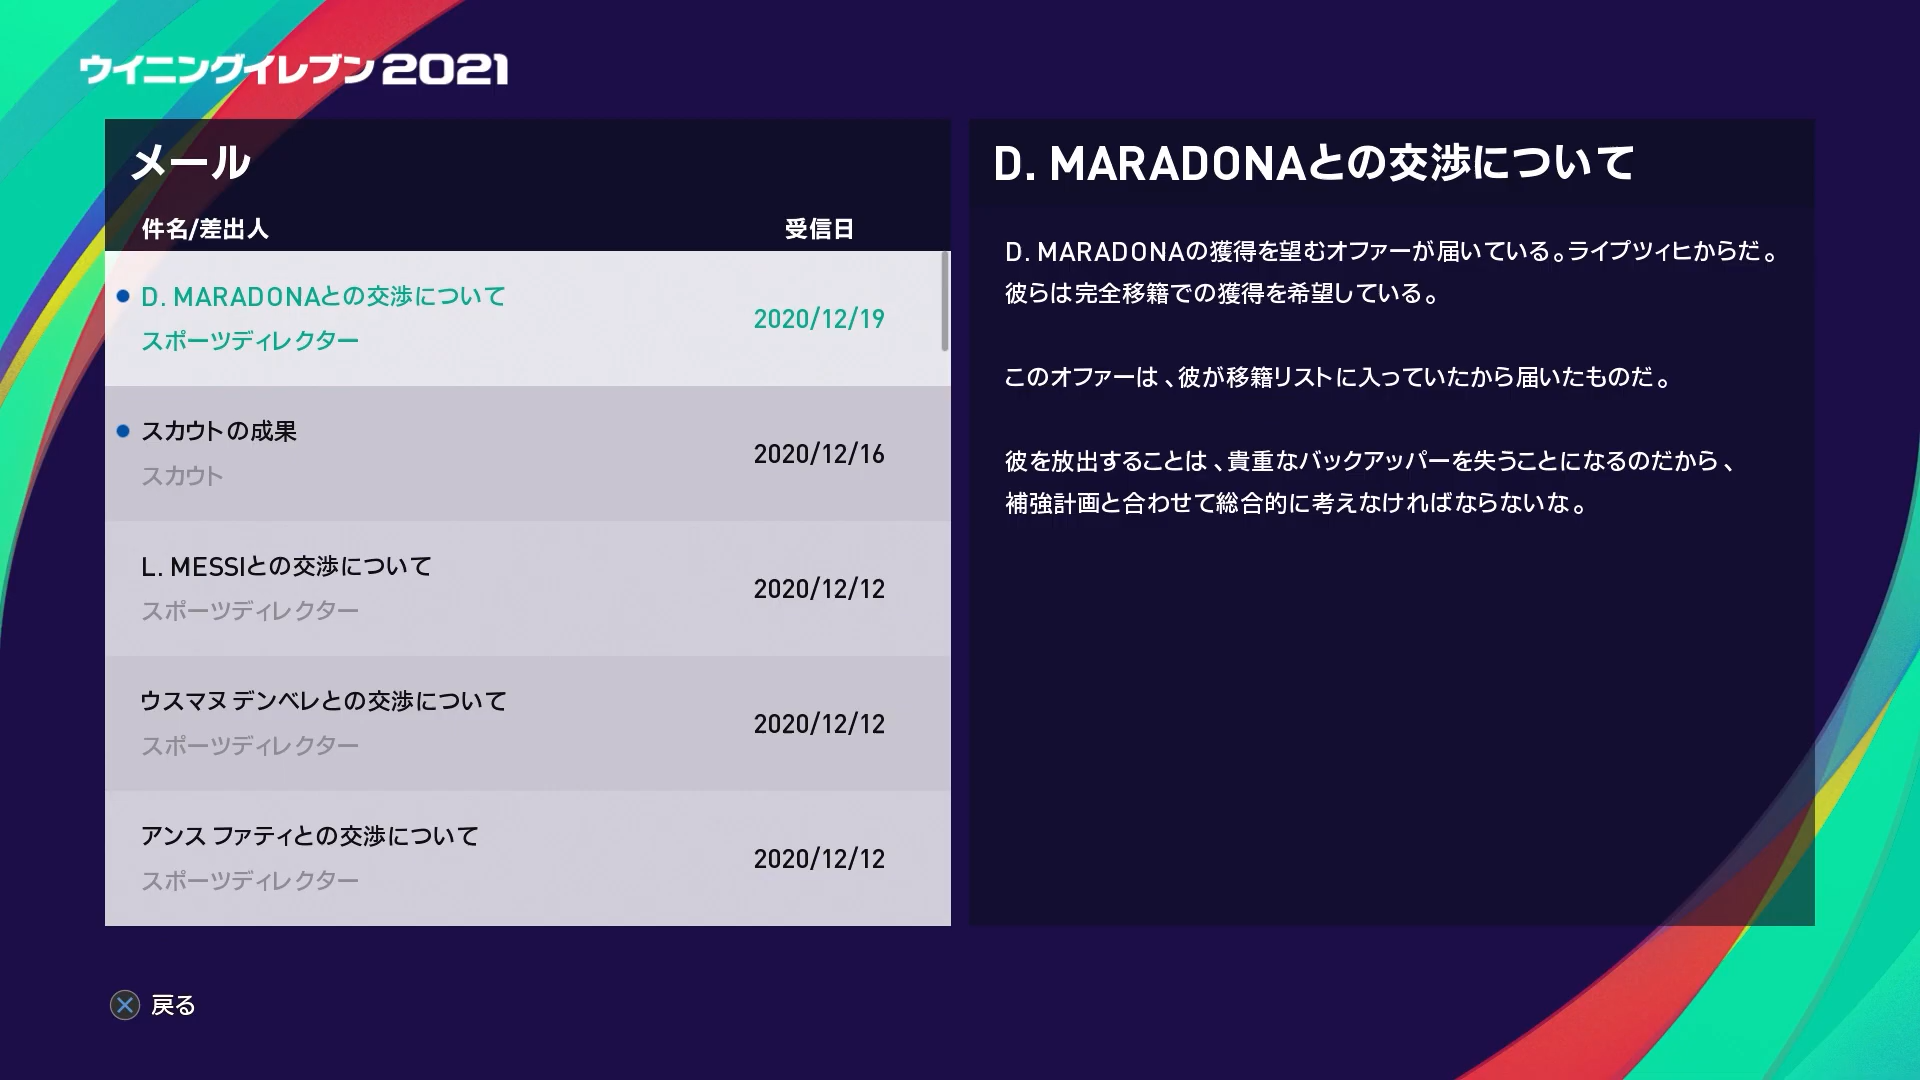 ウイニングイレブン2021
メール
件名/差出人 受信日
D. MARADONAとの交渉について
スポーツディレクター
2020/12/19
スカウトの成果
スカウト
2020/12/16
L. MESSIとの交渉について
スポーツディレクター
2020/12/12
ウスマヌ デンベレとの交渉について
スポーツディレクター
2020/12/12
アンス ファティとの交渉について
スポーツディレクター
2020/12/12
D. MARADONAとの交渉について
D. MARADONAの獲得を望むオファーが届いている。ライプツィヒからだ。
彼らは完全移籍での獲得を希望している。
このオファーは、彼が移籍リストに入っていたから届いたものだ。
彼を放出することは、貴重なバックアッパーを失うことになるのだから、
補強計画と合わせて総合的に考えなければならないな。
戻る